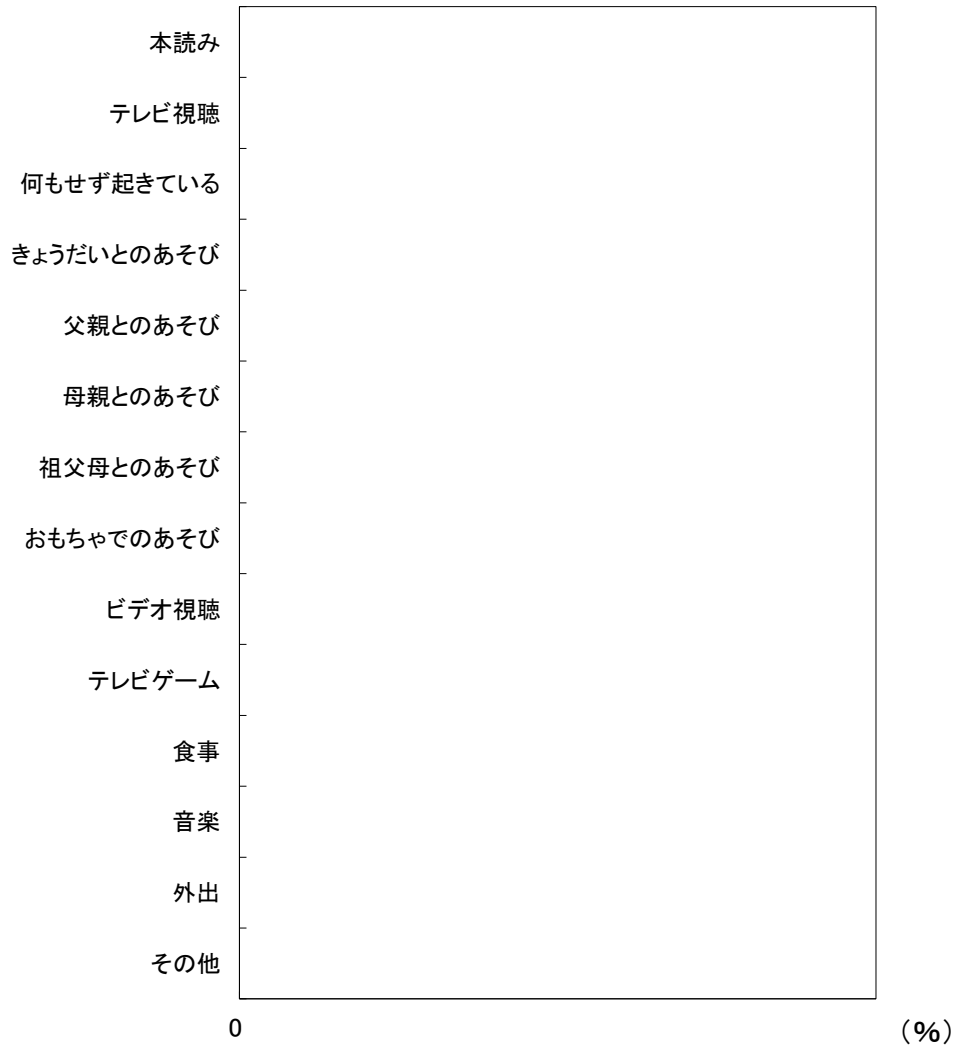 本読み
テレビ視聴
何もせず起きている
きょうだいとのあそび
父親とのあそび
母親とのあそび
祖父母とのあそび
おもちゃでのあそび
ビデオ視聴
テレビゲーム
食事
音楽
外出
その他
0 (%)